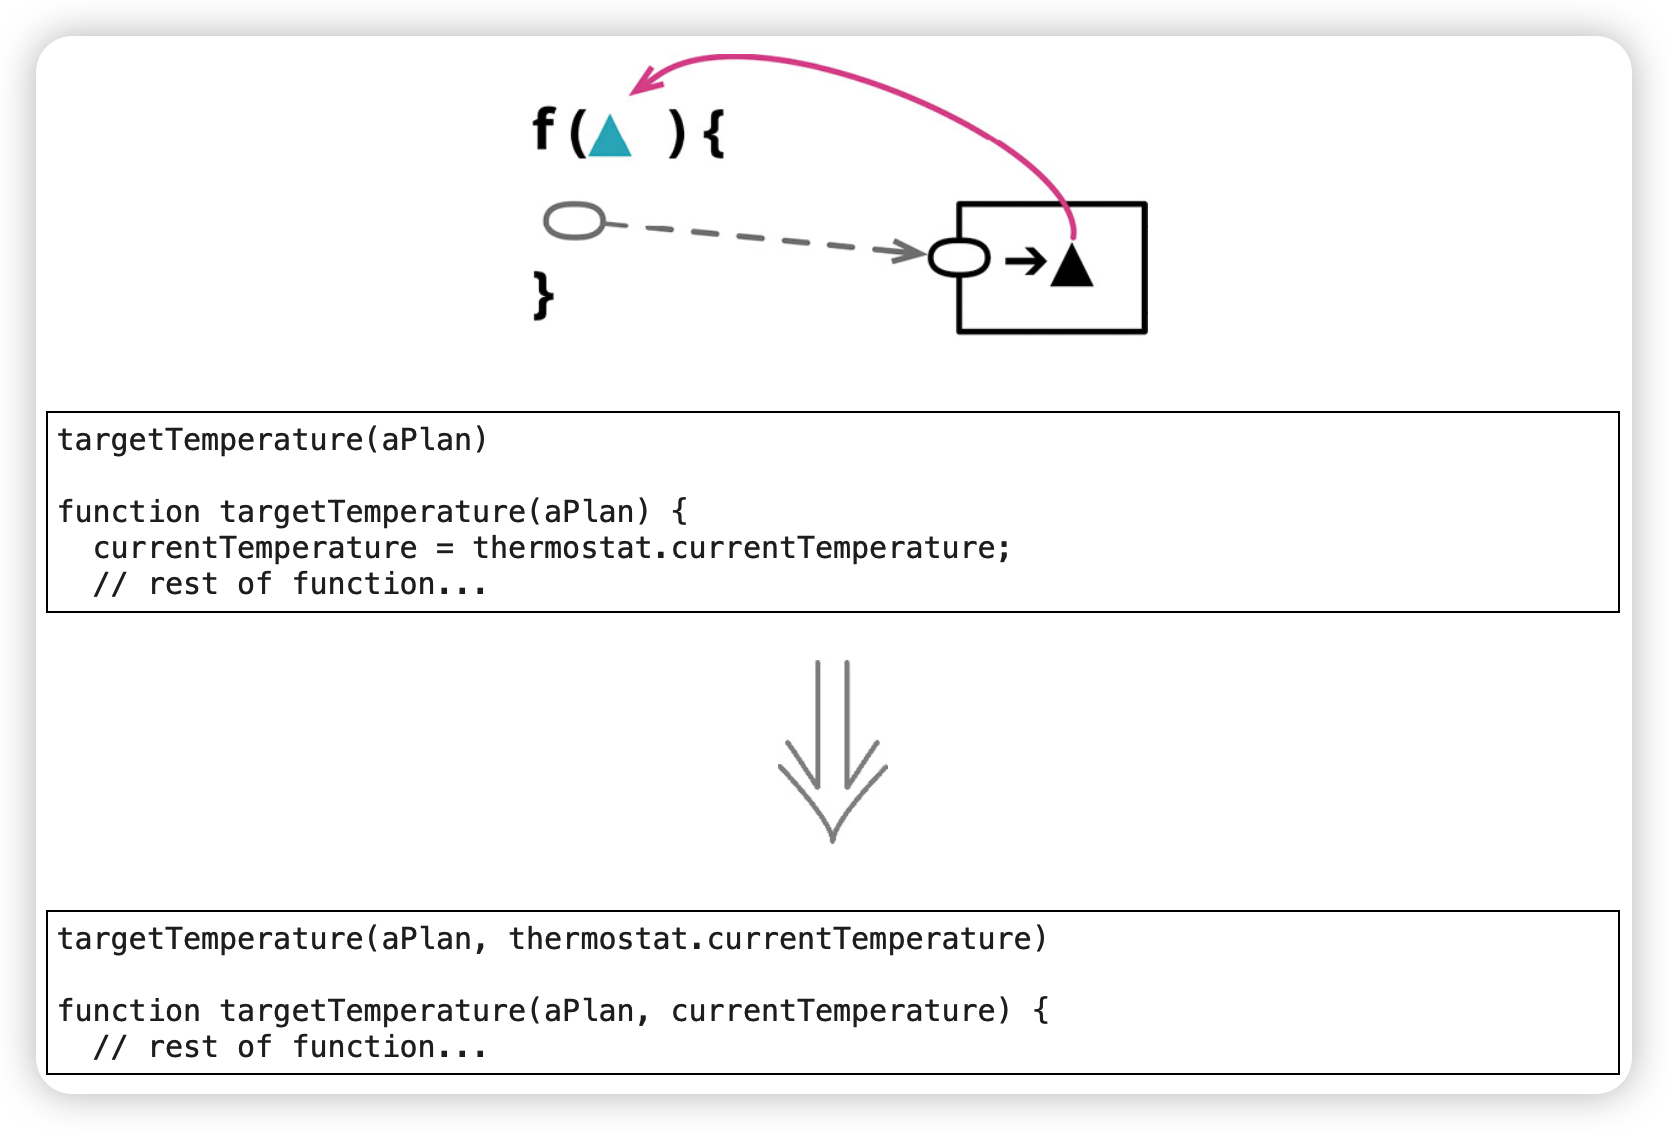 f(▲ ){
}
targetTemperature(aPlan)
function targetTemperature(aPlan) {
  currentTemperature = thermostat.currentTemperature;
  // rest of function...
targetTemperature(aPlan, thermostat.currentTemperature)
function targetTemperature(aPlan, currentTemperature) {
  // rest of function...